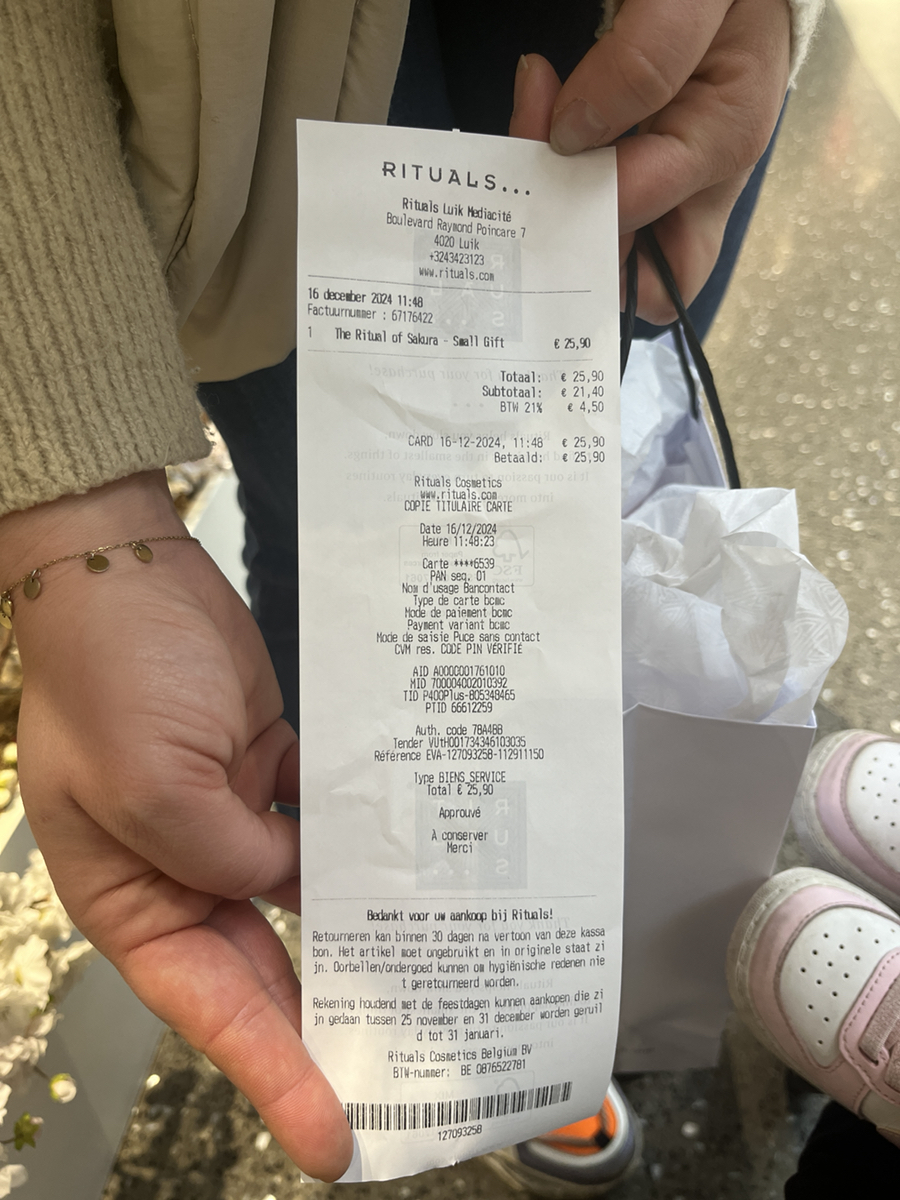 RITUALS...
Rituals Luik Mediacité
Boulevard Raymond Poincare 7
4020 Luik
+3243423123
www.rituals.com
16 december 2024 11:48
Factuurnummer : 67176422
1 The Ritual of Sakura - Small Gift € 25,90
Totaal: € 25,90
Subtotaal: € 21,40
BTW 21% € 4,50
CARD 16-12-2024, 11:48 € 25,90
Betaald: € 25,90
Rituals Cosmetics
www.rituals.com
COPIE TITULAIRE CARTE
Date 16/12/2024
Heure 11:48:23
Carte ****6539
PAN seq. 01
Nom d'usage Bancontact
Type de carte bcmc
Mode de paiement bcmc
Payment variant bcmc
Mode de saisie Puce sans contact
CVM res. CODE PIN VÉRIFIÉ
AID A0000001761010
MID 700004002010392
TID P400Plus-805348465
PTID 66612259
Auth. code 7BA4BB
Tender VUtH001734346103035
Référence EVA-127093258-112911150
Type BIENS_SERVICE
Total € 25,90
Approuvé
À conserver
Merci
Bedankt voor uw aankoop bij Rituals!
Retourneren kan binnen 30 dagen na vertoon van deze kassa
bon. Het artikel moet ongebruikt en in originele staat zi
jn. Oorbellen/ondergoed kunnen om hygiënische redenen nie
t geretourneerd worden.
Rekening houdend met de feestdagen kunnen aankopen die zi
jn gedaan tussen 25 november en 31 december worden geruil
d tot 31 januari.
Rituals Cosmetics Belgium BV
BTW-nummer: BE 0876522781
127093258